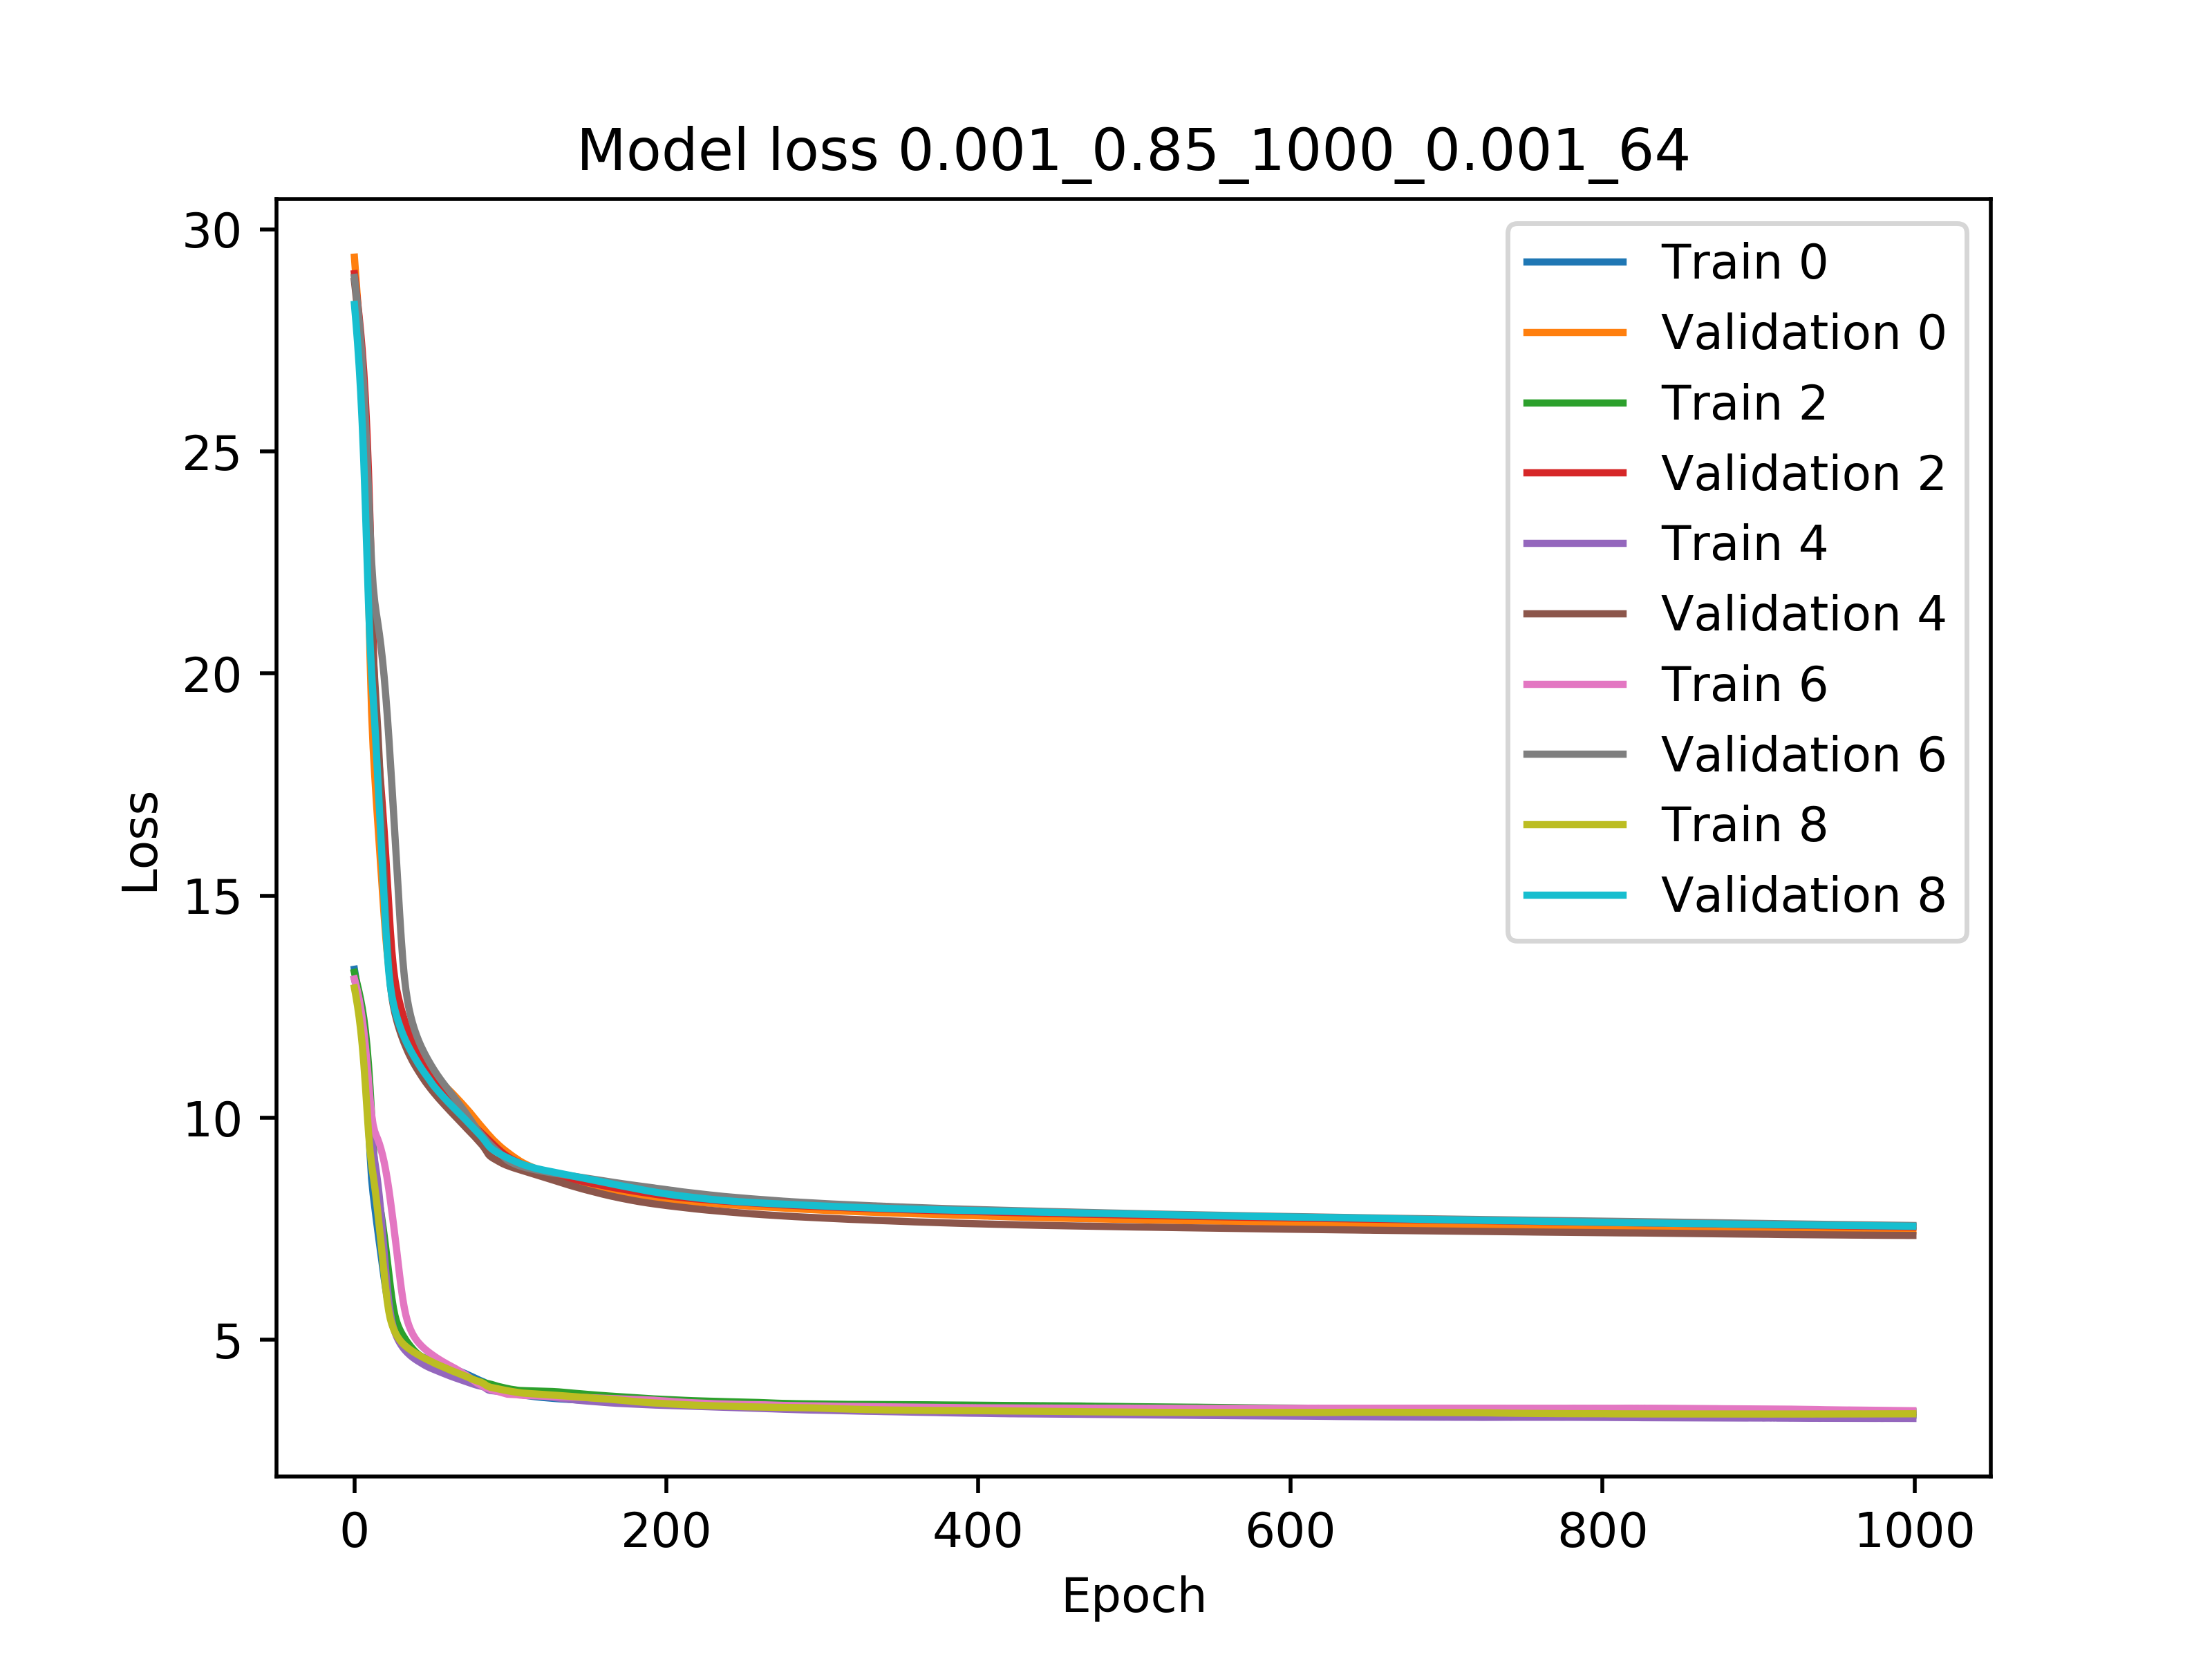 Model loss 0.001_0.85_1000_0.001_64
30
25
20
15
10
5
Loss
Train 0
Validation 0
Train 2
Validation 2
Train 4
Validation 4
Train 6
Validation 6
Train 8
Validation 8
0 200 400 600 800 1000
Epoch